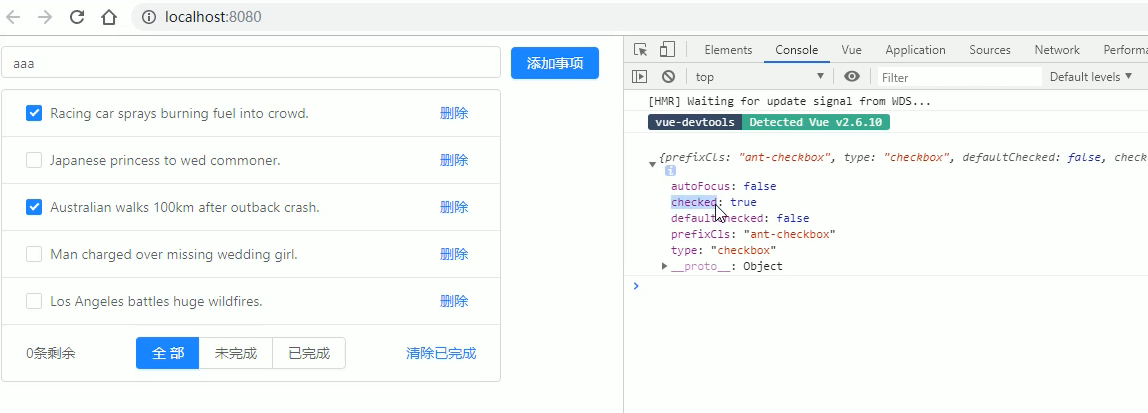 localhost:8080
aaa
添加事项
Racing car sprays burning fuel into crowd.
删除
Japanese princess to wed commoner.
删除
Australian walks 100km after outback crash.
删除
Man charged over missing wedding girl.
删除
Los Angeles battles huge wildfires.
删除
0条剩余
全 部
未完成
已完成
清除已完成
Elements Console Vue Application Sources Network Performa
top
Filter
Default levels
[HMR] Waiting for update signal from WDS...
vue-devtools Detected Vue v2.6.10
{prefixCls: "ant-checkbox", type: "checkbox", defaultChecked: false, check
i
autoFocus: false
checked: true
defaultChecked: false
prefixCls: "ant-checkbox"
type: "checkbox"
__proto__: Object